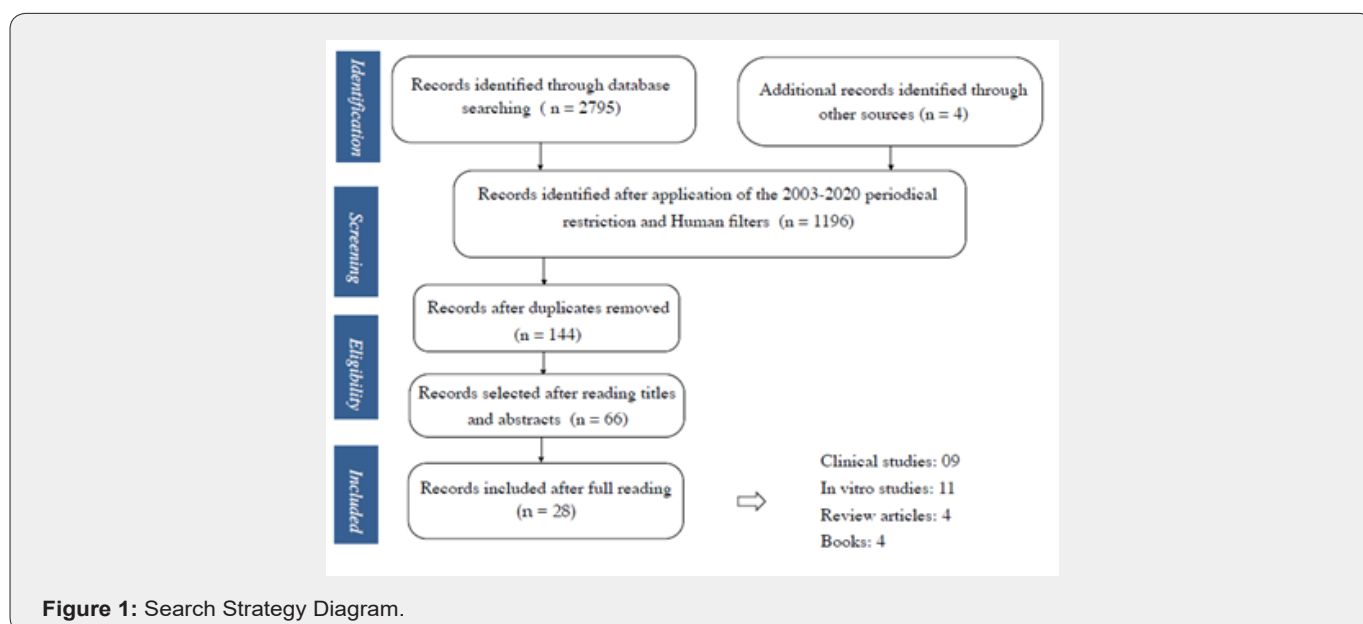 Identification
Records identified through database
searching ( n = 2795)
Additional records identified through
other sources (n = 4)
Screening
Records identified after application of the 2003-2020 periodical
restriction and Human filters (n = 1196)
Eligibility
Records after duplicates removed
(n = 144)
Records selected after reading titles
and abstracts (n = 66)
Included
Records included after full reading
(n = 28)
Clinical studies: 09
In vitro studies: 11
Review articles: 4
Books: 4
Figure 1: Search Strategy Diagram.